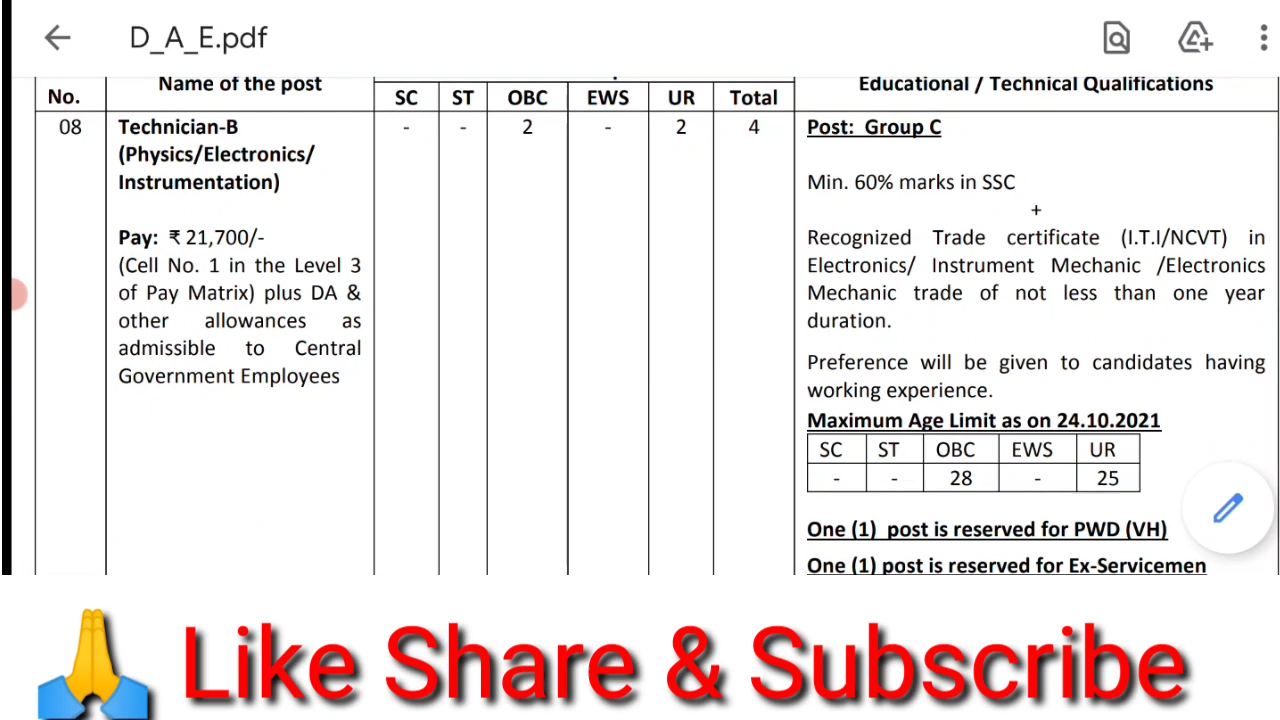 D_A_E.pdf
No.
Name of the post
SC
ST
OBC
EWS
UR
Total
Educational / Technical Qualifications
08
Technician-B
(Physics/Electronics/
Instrumentation)
Pay: ₹ 21,700/-
(Cell No. 1 in the Level 3
of Pay Matrix) plus DA &
other allowances as
admissible to Central
Government Employees
-
-
2
-
2
4
Post: Group C
Min. 60% marks in SSC
+
Recognized Trade certificate (I.T.I/NCVT) in
Electronics/ Instrument Mechanic /Electronics
Mechanic trade of not less than one year
duration.
Preference will be given to candidates having
working experience.
Maximum Age Limit as on 24.10.2021
SC ST OBC EWS UR
- - 28 - 25
One (1) post is reserved for PWD (VH)
One (1) post is reserved for Ex-Servicemen
Like Share & Subscribe